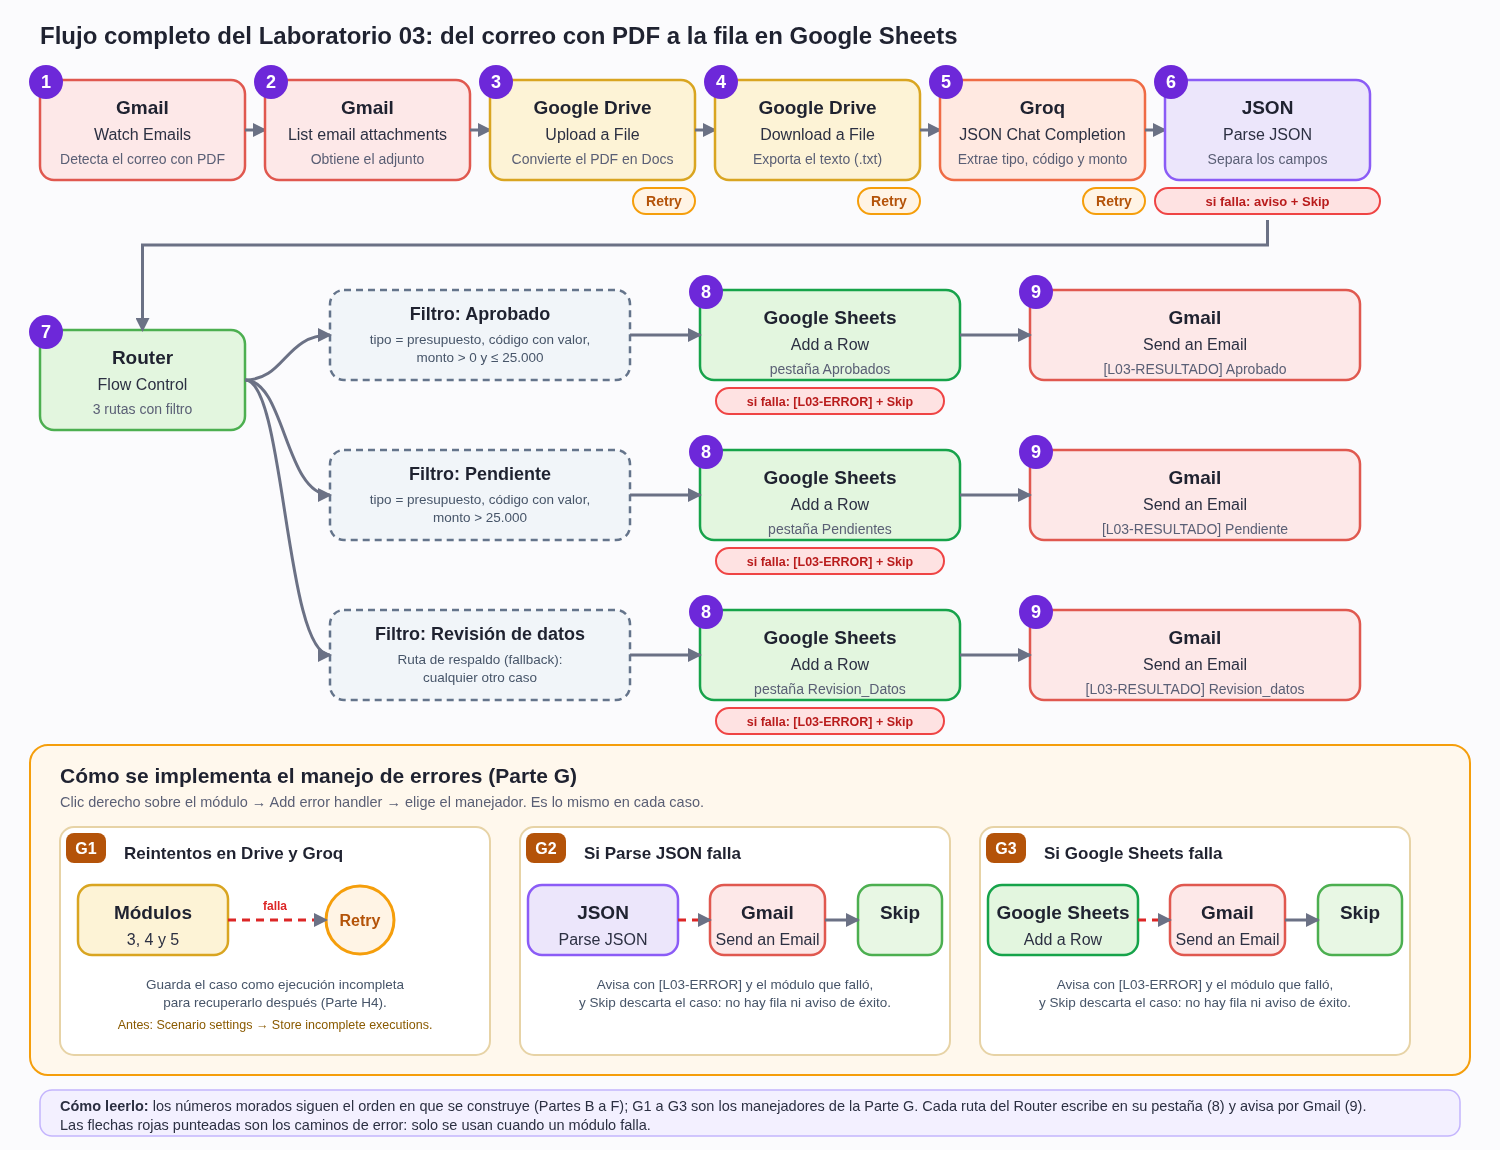 Flujo completo del Laboratorio 03: del correo con PDF a la fila en Google Sheets
1
Gmail
Watch Emails
Detecta el correo con PDF
2
Gmail
List email attachments
Obtiene el adjunto
3
Google Drive
Upload a File
Convierte el PDF en Docs
Retry
4
Google Drive
Download a File
Exporta el texto (.txt)
Retry
5
Groq
JSON Chat Completion
Extrae tipo, código y monto
Retry
6
JSON
Parse JSON
Separa los campos
si falla: aviso + Skip
7
Router
Flow Control
3 rutas con filtro
Filtro: Aprobado
tipo = presupuesto, código con valor,
monto > 0 y ≤ 25.000
8
Google Sheets
Add a Row
pestaña Aprobados
si falla: [L03-ERROR] + Skip
9
Gmail
Send an Email
[L03-RESULTADO] Aprobado
Filtro: Pendiente
tipo = presupuesto, código con valor,
monto > 25.000
8
Google Sheets
Add a Row
pestaña Pendientes
si falla: [L03-ERROR] + Skip
9
Gmail
Send an Email
[L03-RESULTADO] Pendiente
Filtro: Revisión de datos
Ruta de respaldo (fallback):
cualquier otro caso
8
Google Sheets
Add a Row
pestaña Revision_Datos
si falla: [L03-ERROR] + Skip
9
Gmail
Send an Email
[L03-RESULTADO] Revision_datos
Cómo se implementa el manejo de errores (Parte G)
Clic derecho sobre el módulo → Add error handler → elige el manejador. Es lo mismo en cada caso.
G1
Reintentos en Drive y Groq
Módulos
3, 4 y 5
falla
Retry
Guarda el caso como ejecución incompleta
para recuperarlo después (Parte H4).
Antes: Scenario settings → Store incomplete executions.
G2
Si Parse JSON falla
JSON
Parse JSON
Gmail
Send an Email
Skip
Avisa con [L03-ERROR] y el módulo que falló,
y Skip descarta el caso: no hay fila ni aviso de éxito.
G3
Si Google Sheets falla
Google Sheets
Add a Row
Gmail
Send an Email
Skip
Avisa con [L03-ERROR] y el módulo que falló,
y Skip descarta el caso: no hay fila ni aviso de éxito.
Cómo leerlo: los números morados siguen el orden en que se construye (Partes B a F); G1 a G3 son los manejadores de la Parte G. Cada ruta del Router escribe en su pestaña (8) y avisa por Gmail (9).
Las flechas rojas punteadas son los caminos de error: solo se usan cuando un módulo falla.